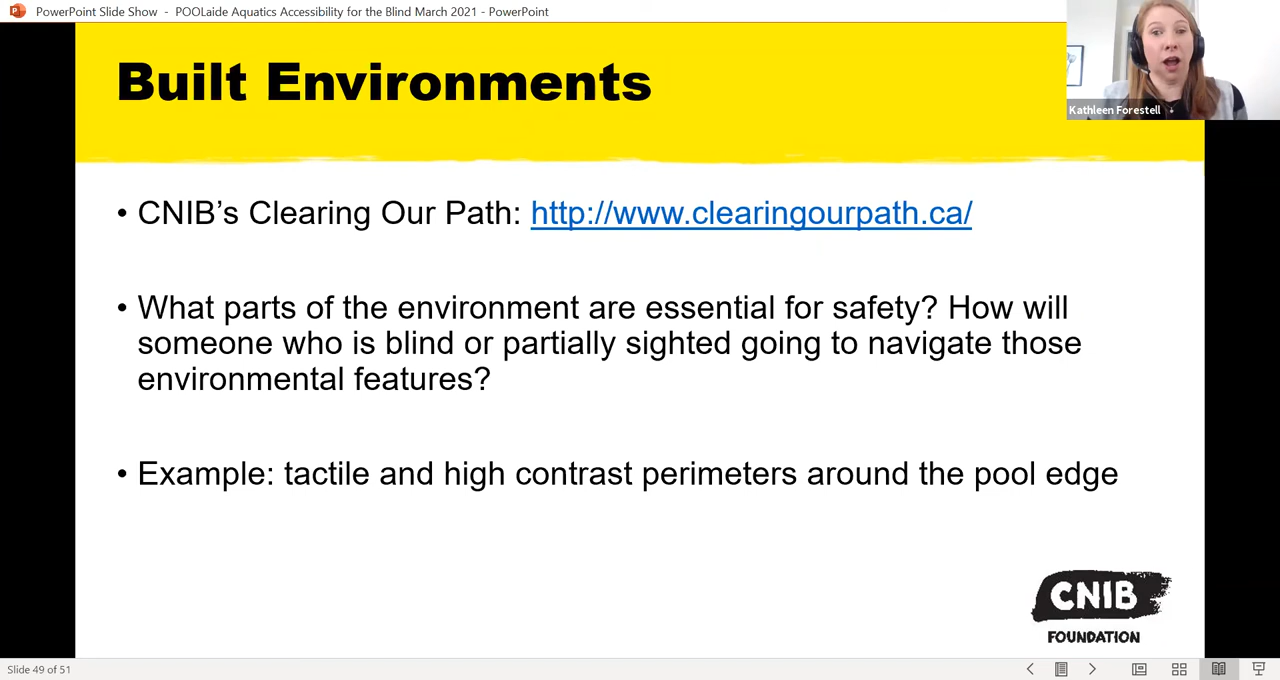 PowerPoint Slide Show - POOLaide Aquatics Accessibility for the Blind March 2021 - PowerPoint
Kathleen Forestell
Built Environments
• CNIB’s Clearing Our Path: http://www.clearingourpath.ca/
• What parts of the environment are essential for safety? How will
someone who is blind or partially sighted going to navigate those
environmental features?
• Example: tactile and high contrast perimeters around the pool edge
CNIB
FOUNDATION
Slide 49 of 51